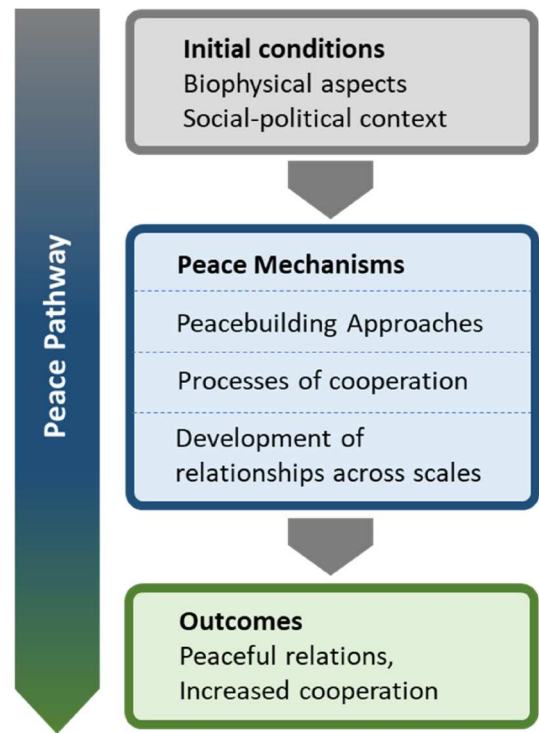 Peace Pathway
Initial conditions
Biophysical aspects
Social-political context
Peace Mechanisms
Peacebuilding Approaches
Processes of cooperation
Development of
relationships across scales
Outcomes
Peaceful relations,
Increased cooperation